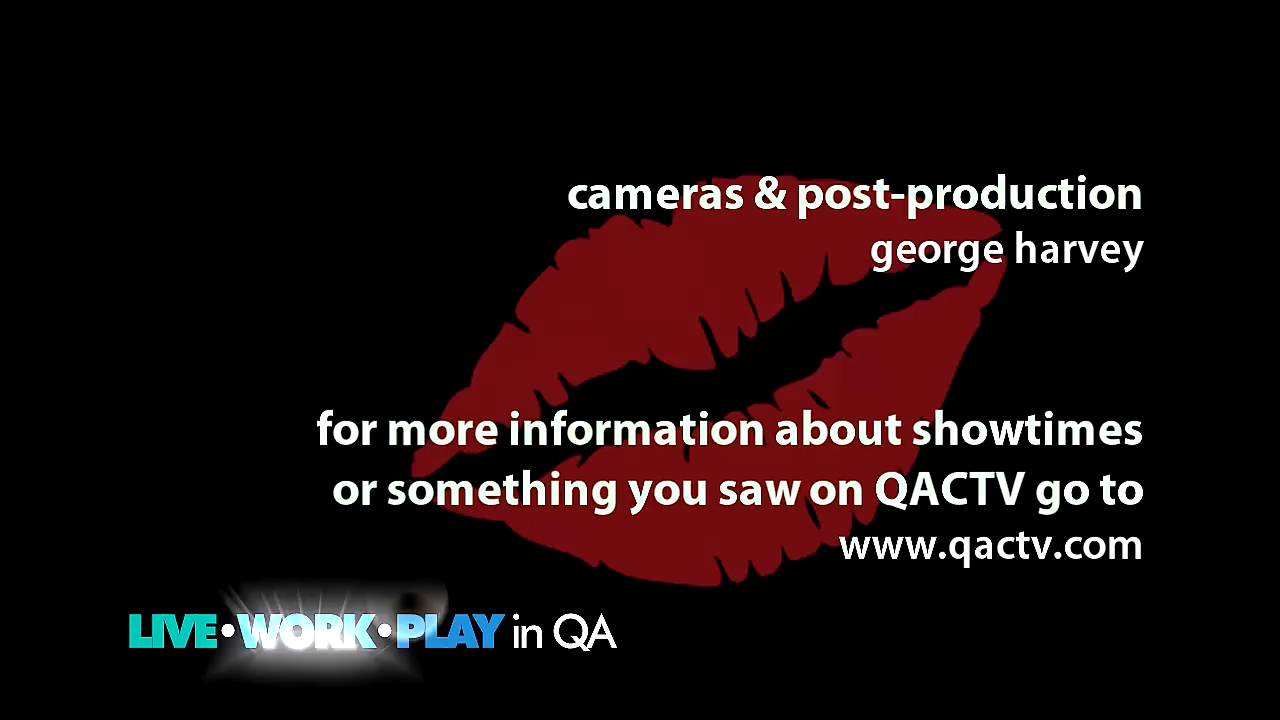 cameras & post-production
george harvey
for more information about showtimes
or something you saw on QACTV go to
www.qactv.com
LIVE•WORK•PLAY in QA